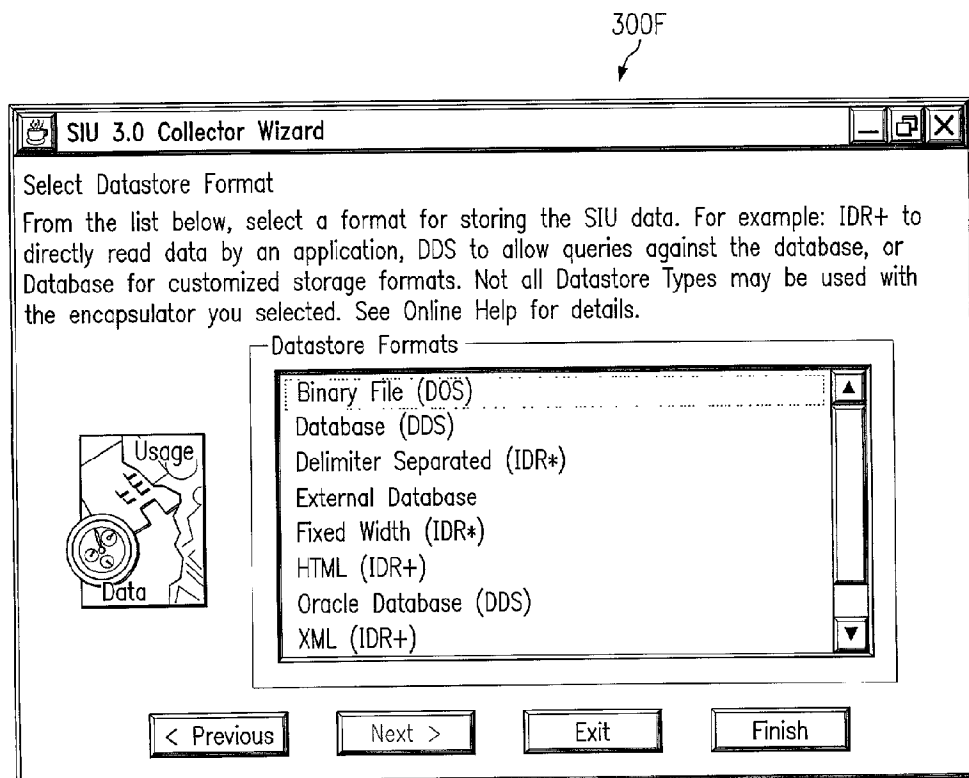 300F
SIU 3.0 Collector Wizard
Select Datastore Format
From the list below, select a format for storing the SIU data. For example: IDR+ to
directly read data by an application, DDS to allow queries against the database, or
Database for customized storage formats. Not all Datastore Types may be used with
the encapsulator you selected. See Online Help for details.
Datastore Formats
Binary File (DOS)
Database (DDS)
Delimiter Separated (IDR*)
External Database
Fixed Width (IDR*)
HTML (IDR+)
Oracle Database (DDS)
XML (IDR+)
Usage
Data
< Previous
Next >
Exit
Finish